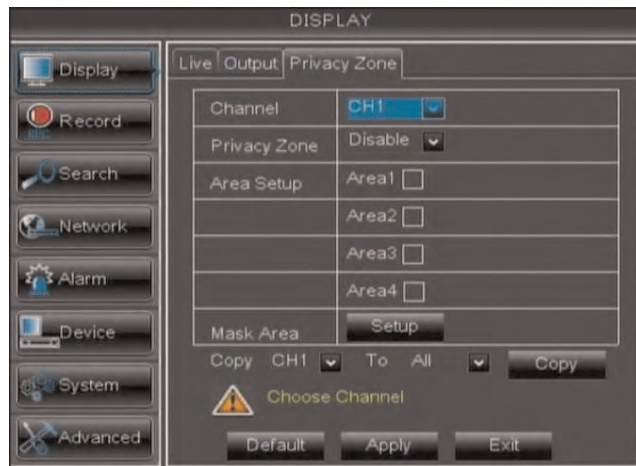 DISPLAY
Display
Record
REC
Search
Network
Alarm
Device
System
Advanced
Live Output Privacy Zone
Channel CH1
Privacy Zone Disable
Area Setup Area1
Area2
Area3
Area4
Mask Area Setup
Copy CH1 To All Copy
Choose Channel
Default Apply Exit